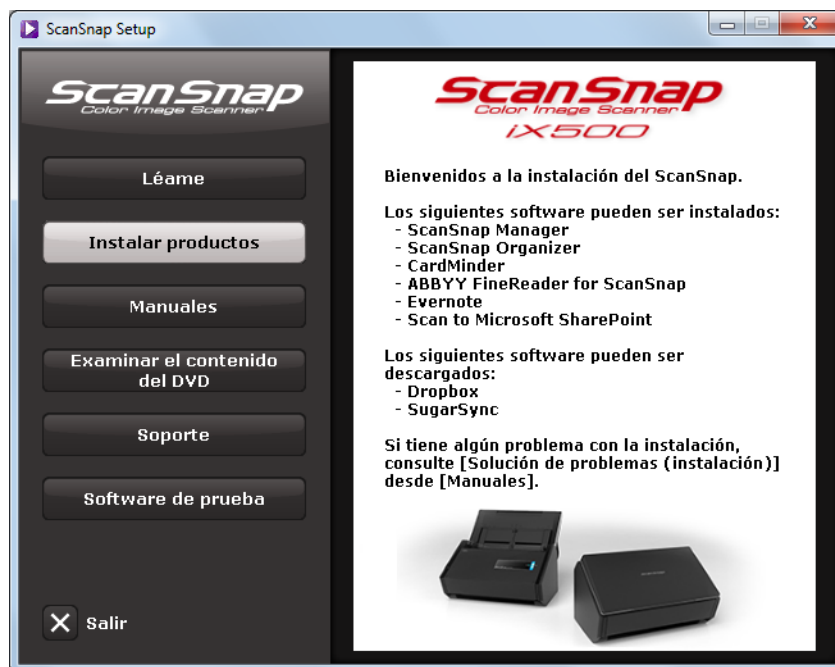 ScanSnap Setup
ScanSnap
Color Image Scanner
Léame
Instalar productos
Manuales
Examinar el contenido
del DVD
Soporte
Software de prueba
Salir
ScanSnap
Color Image Scanner
iX500
Bienvenidos a la instalación del ScanSnap.
Los siguientes software pueden ser instalados:
- ScanSnap Manager
- ScanSnap Organizer
- CardMinder
- ABBYY FineReader for ScanSnap
- Evernote
- Scan to Microsoft SharePoint
Los siguientes software pueden ser
descargados:
- Dropbox
- SugarSync
Si tiene algún problema con la instalación,
consulte [Solución de problemas (instalación)]
desde [Manuales].